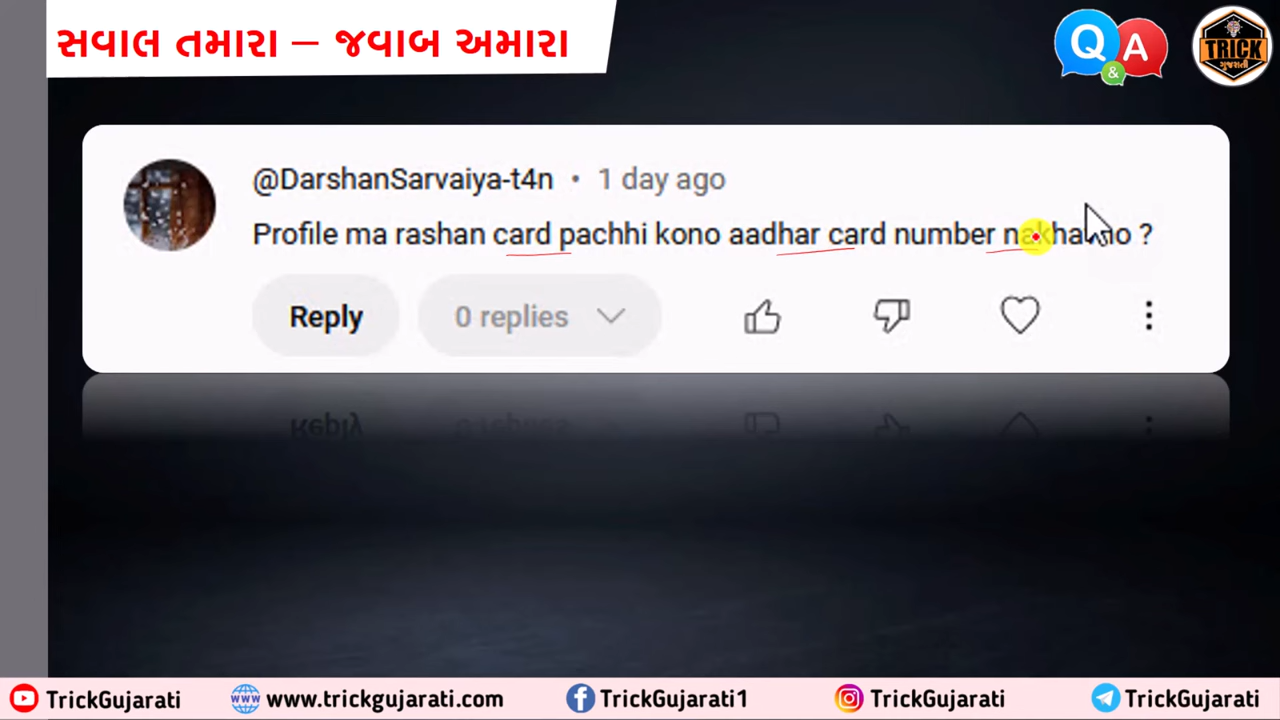 સવાલ તમારા – જવાબ અમારા
Q & A
TRICK
ગુજરાતી
@DarshanSarvaiya-t4n • 1 day ago
Profile ma rashan card pachhi kono aadhar card number ?
Reply 0 replies
TrickGujarati www.trickgujarati.com TrickGujarati1 TrickGujarati TrickGujarati